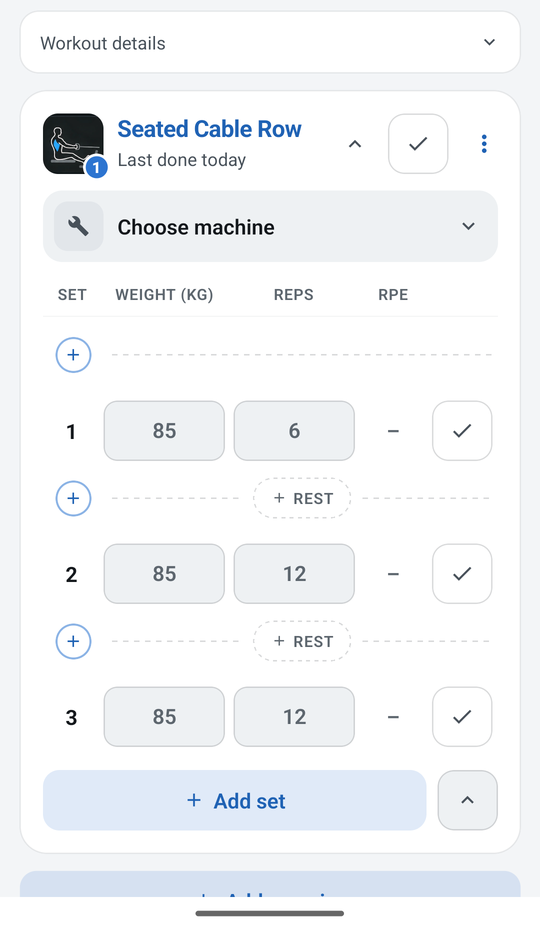 Workout details
Seated Cable Row
1
Last done today
Choose machine
SET WEIGHT (KG) REPS RPE
+
1 85 6 –
+ + REST
2 85 12 –
+ + REST
3 85 12 –
+ Add set